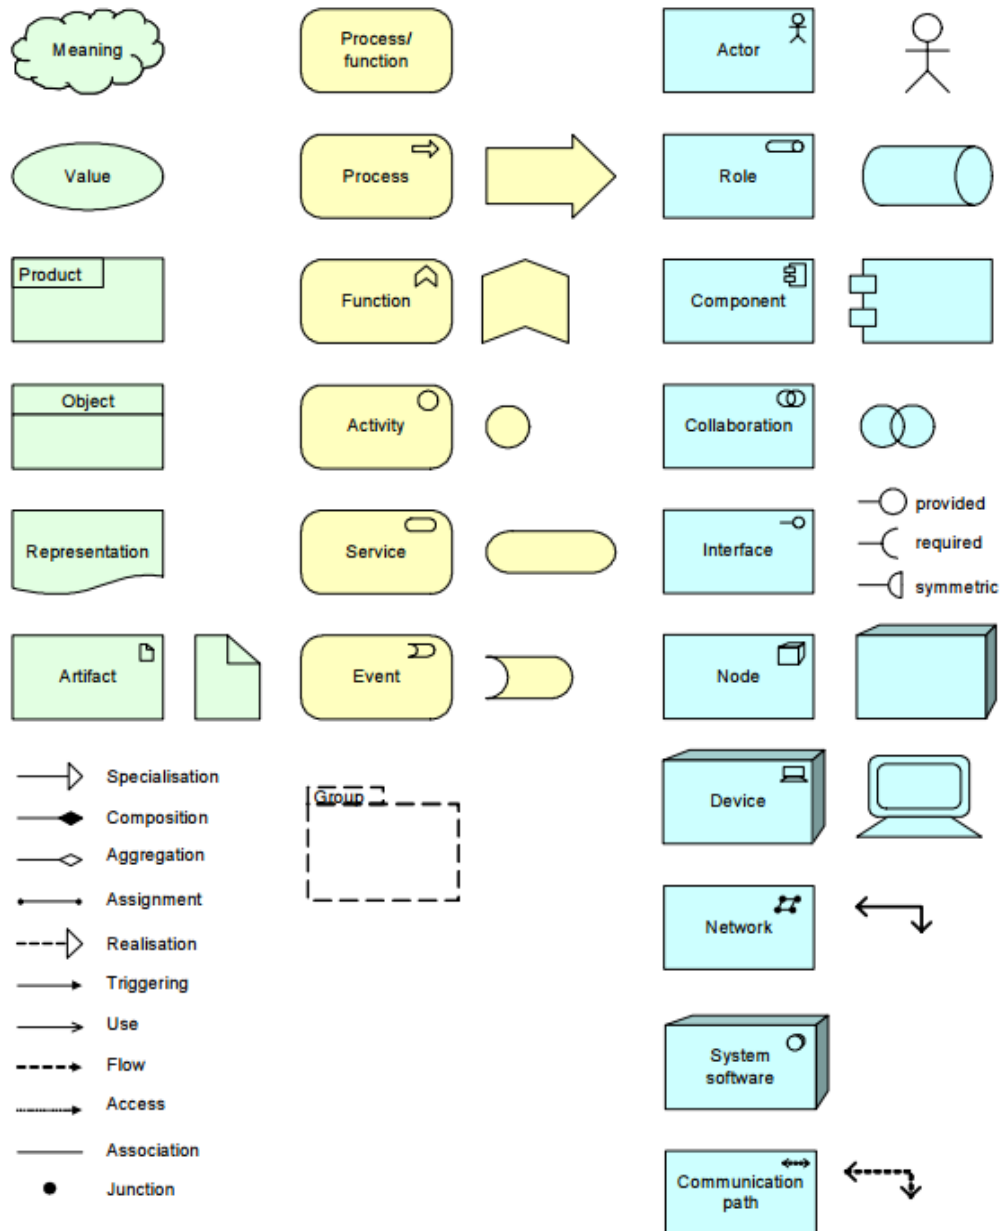 Meaning
Process/
function
Actor
Value
Process
Role
Product
Function
Component
Object
Activity
Collaboration
Representation
Service
Interface
provided
required
symmetric
Artifact
Event
Node
Specialisation
Composition
Aggregation
Assignment
Realisation
Triggering
Use
Flow
Access
Association
Junction
Group
Device
Network
System
software
Communication
path